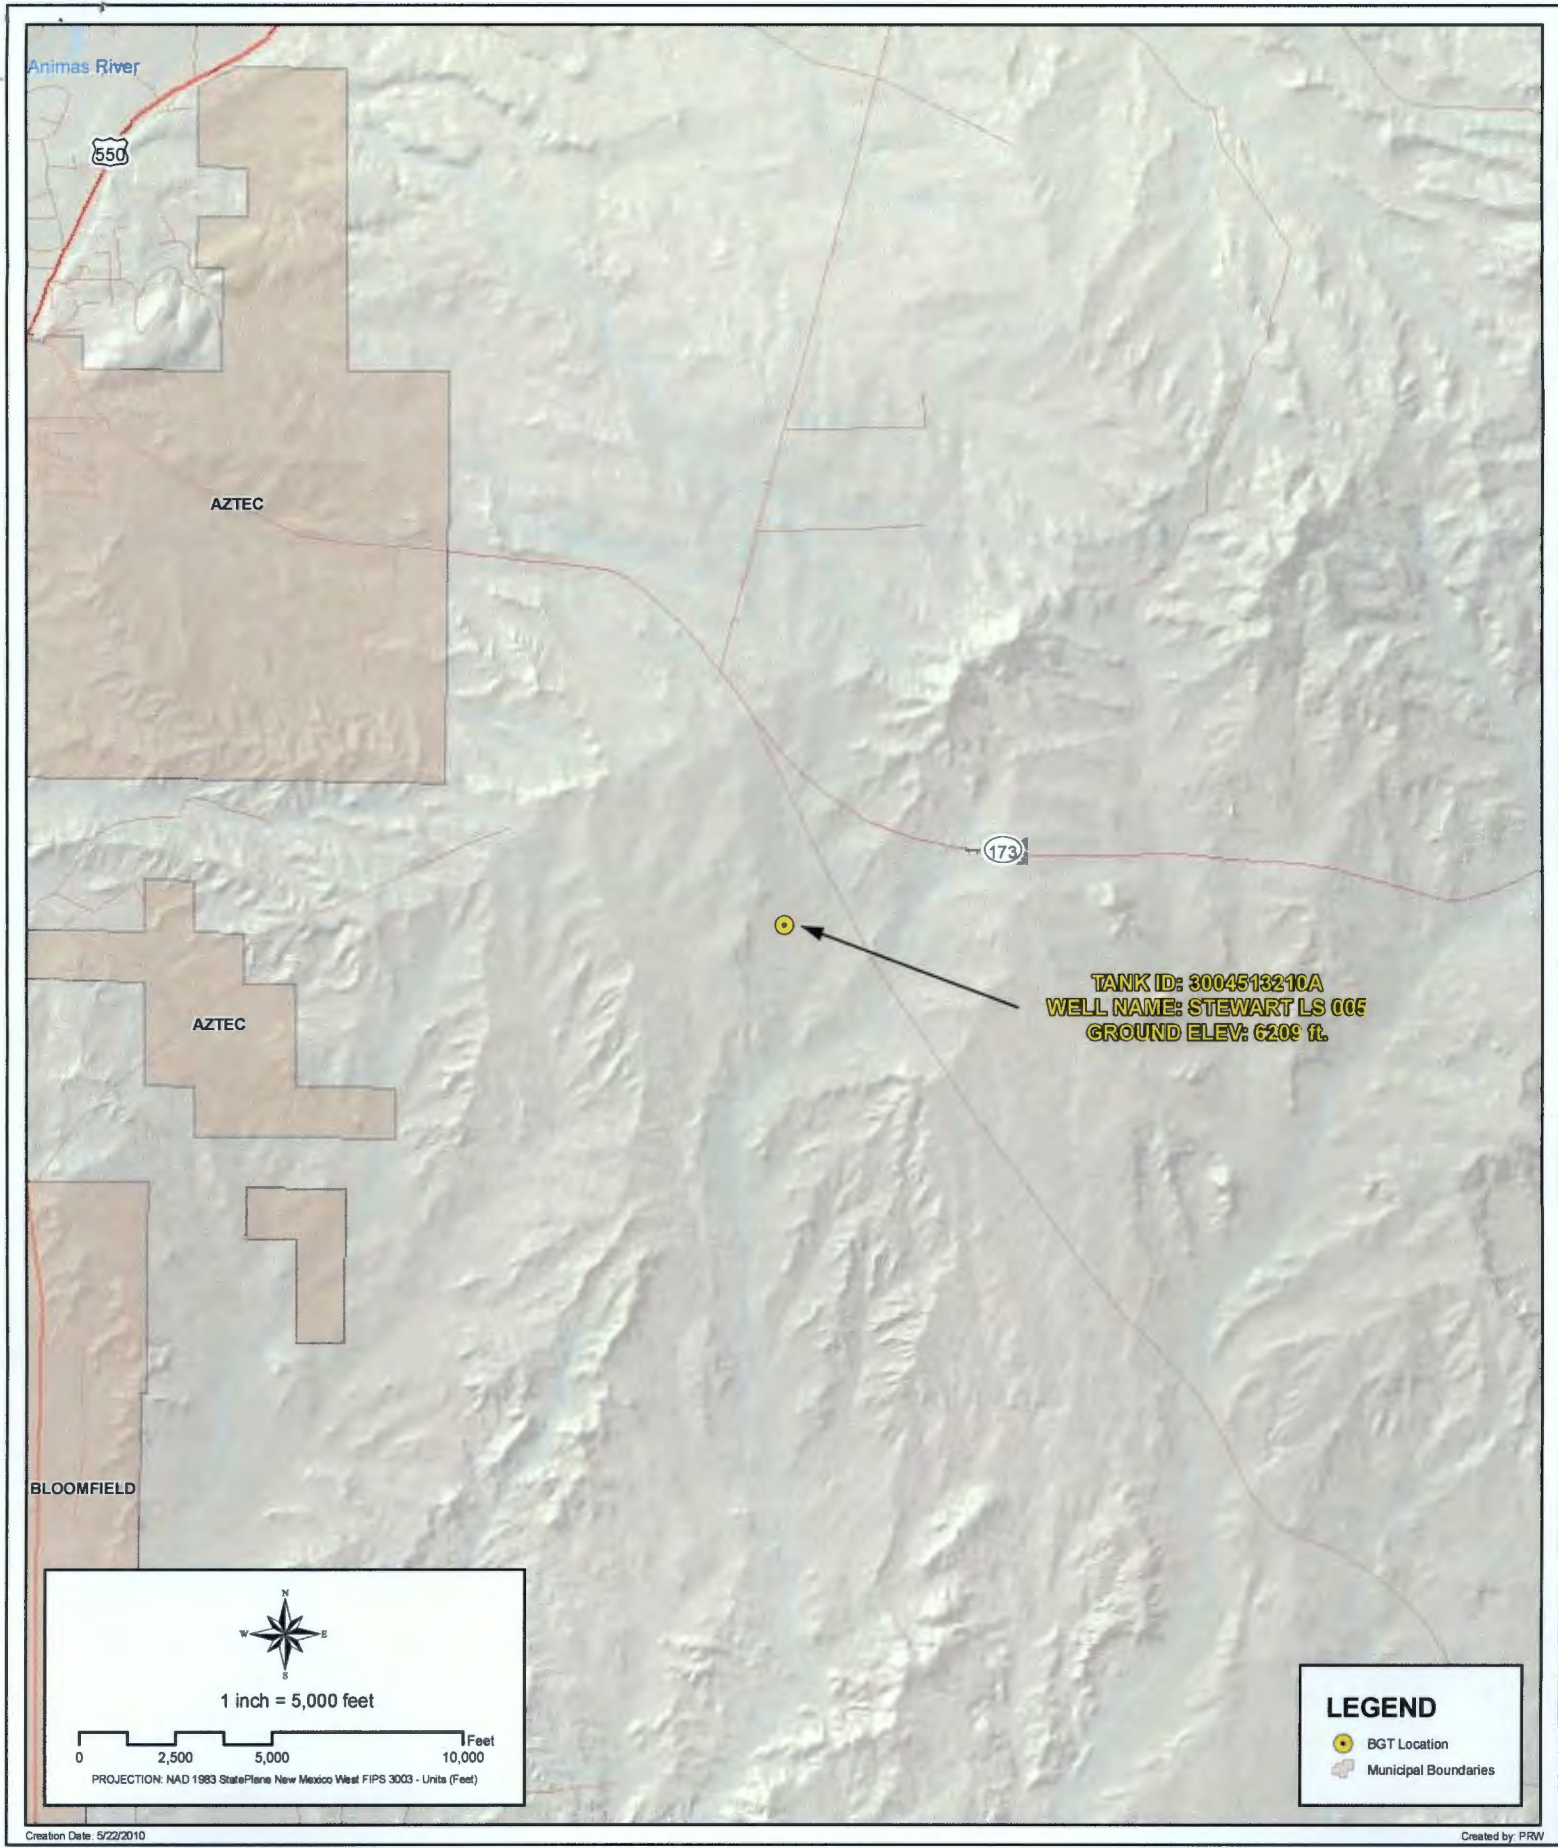 Animas River
550
AZTEC
173
TANK ID: 3004513210A
WELL NAME: STEWART LS 005
GROUND ELEV: 6209 ft.
AZTEC
BLOOMFIELD
N
W E
S
1 inch = 5,000 feet
Feet
0 2,500 5,000 10,000
PROJECTION: NAD 1983 StatePlane New Mexico West FIPS 3003 - Units (Feet)
LEGEND
BGT Location
Municipal Boundaries
Creation Date: 5/22/2010
Created by: PRW